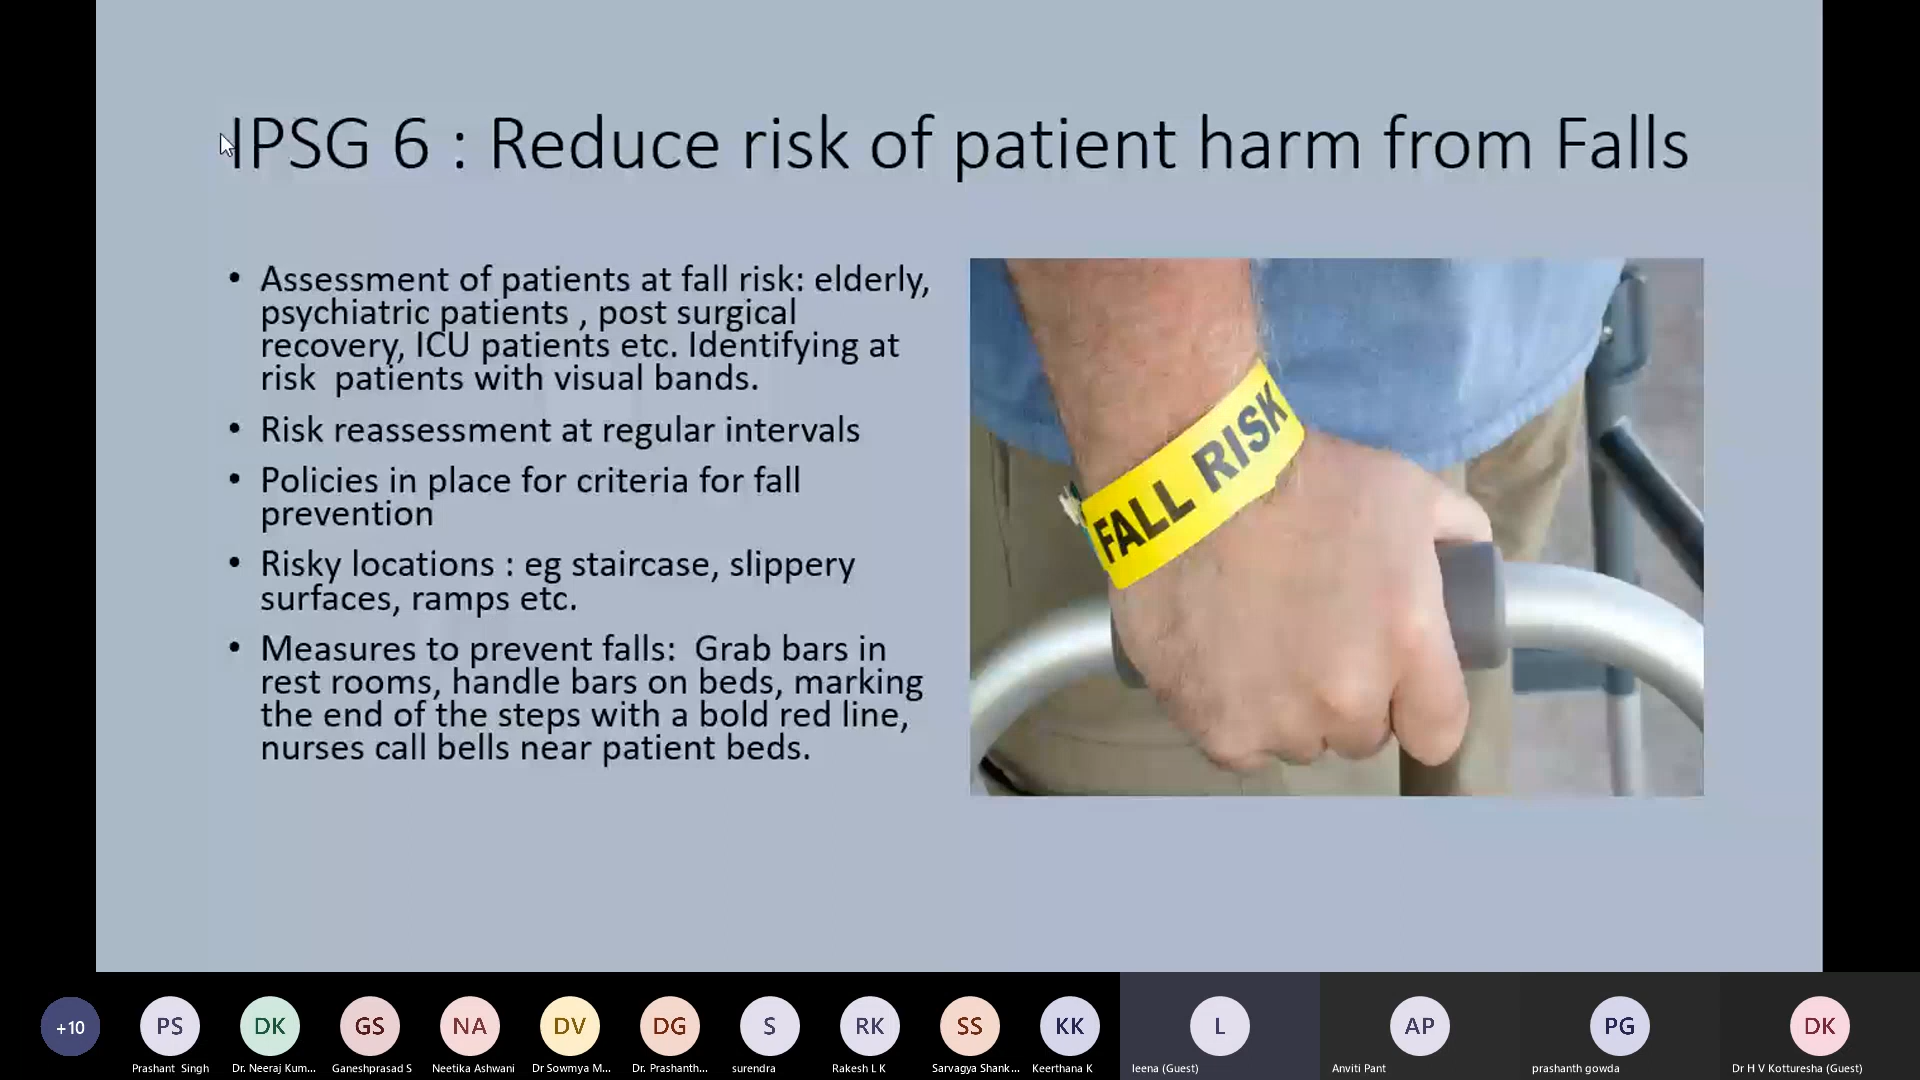 IPSG 6 : Reduce risk of patient harm from Falls
• Assessment of patients at fall risk: elderly,
psychiatric patients , post surgical
recovery, ICU patients etc. Identifying at
risk  patients with visual bands.
• Risk reassessment at regular intervals
• Policies in place for criteria for fall
prevention
• Risky locations : eg staircase, slippery
surfaces, ramps etc.
• Measures to prevent falls:  Grab bars in
rest rooms, handle bars on beds, marking
the end of the steps with a bold red line,
nurses call bells near patient beds.
FALL RISK
+10
PS
DK
GS
NA
DV
DG
S
RK
SS
KK
L
AP
PG
DK
Prashant Singh
Dr. Neeraj Kum...
Ganeshprasad S
Neetika Ashwani
Dr Sowmya M...
Dr. Prashanth...
surendra
Rakesh L K
Sarvagya Shank...
Keerthana K
leena (Guest)
Anviti Pant
prashanth gowda
Dr H V Kotturesha (Guest)